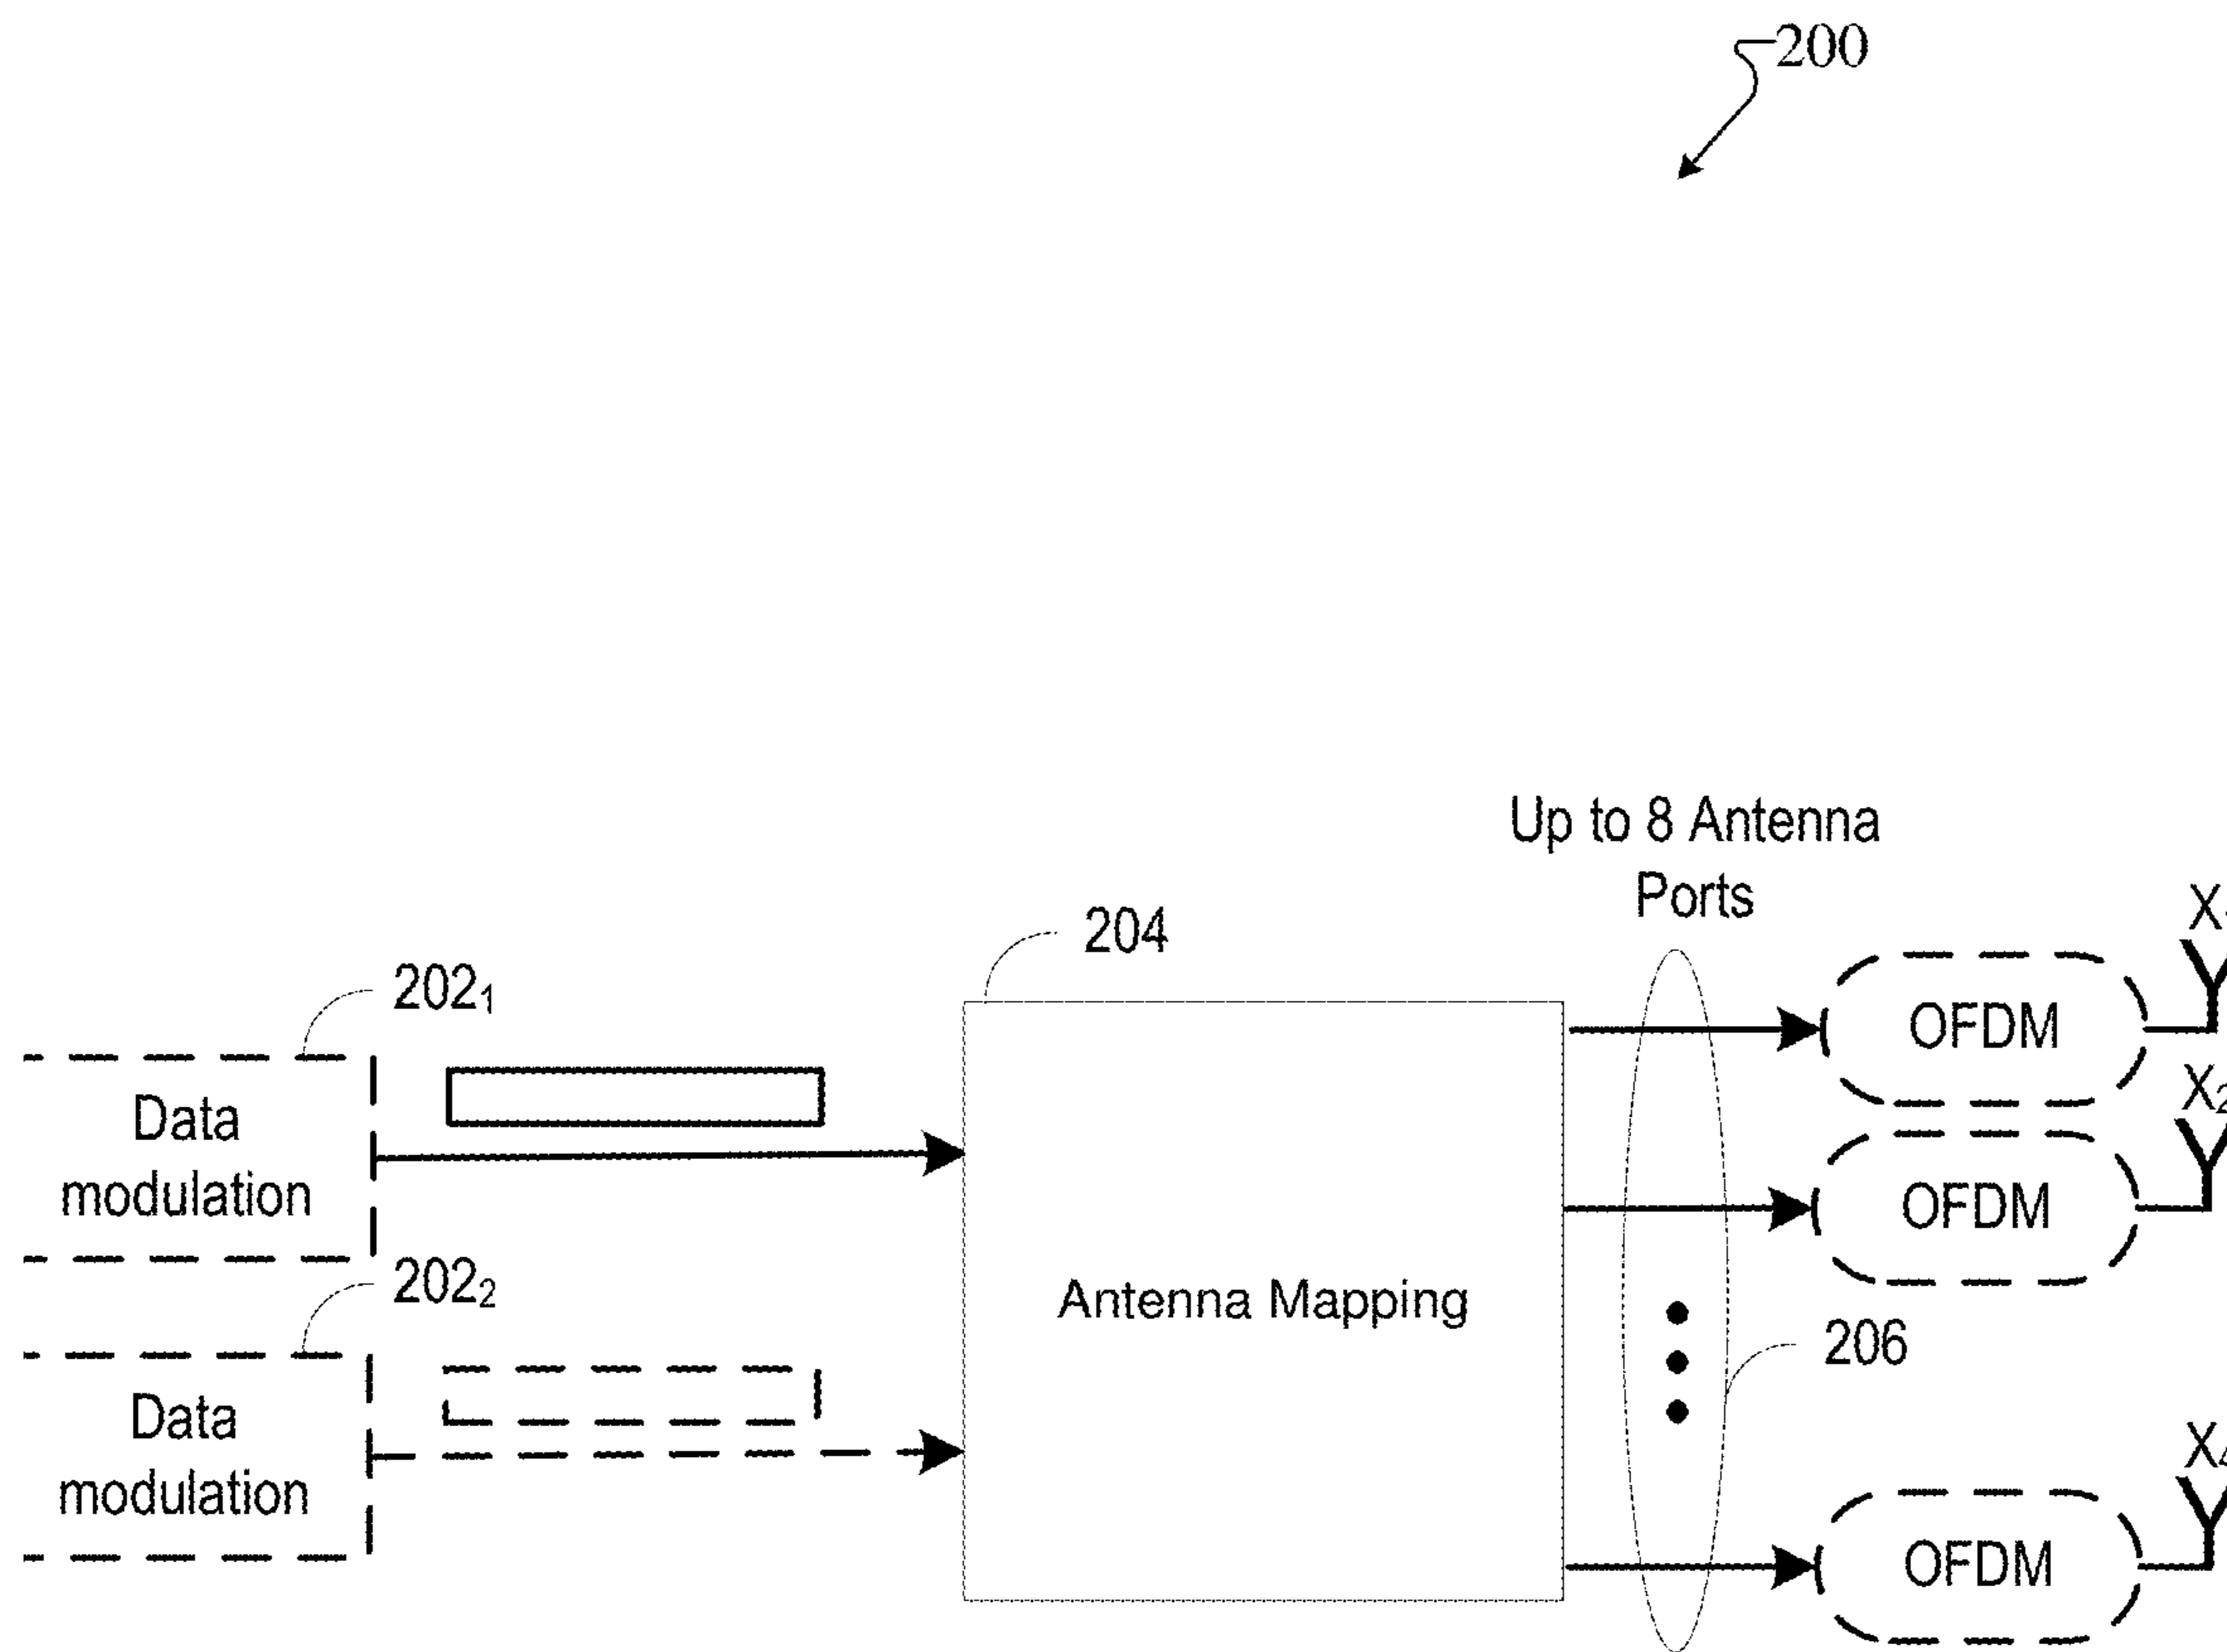 200
Up to 8 Antenna
Ports
204
202₁
Data
modulation
202₂
Data
modulation
Antenna Mapping
206
OFDM
X₂
OFDM
OFDM